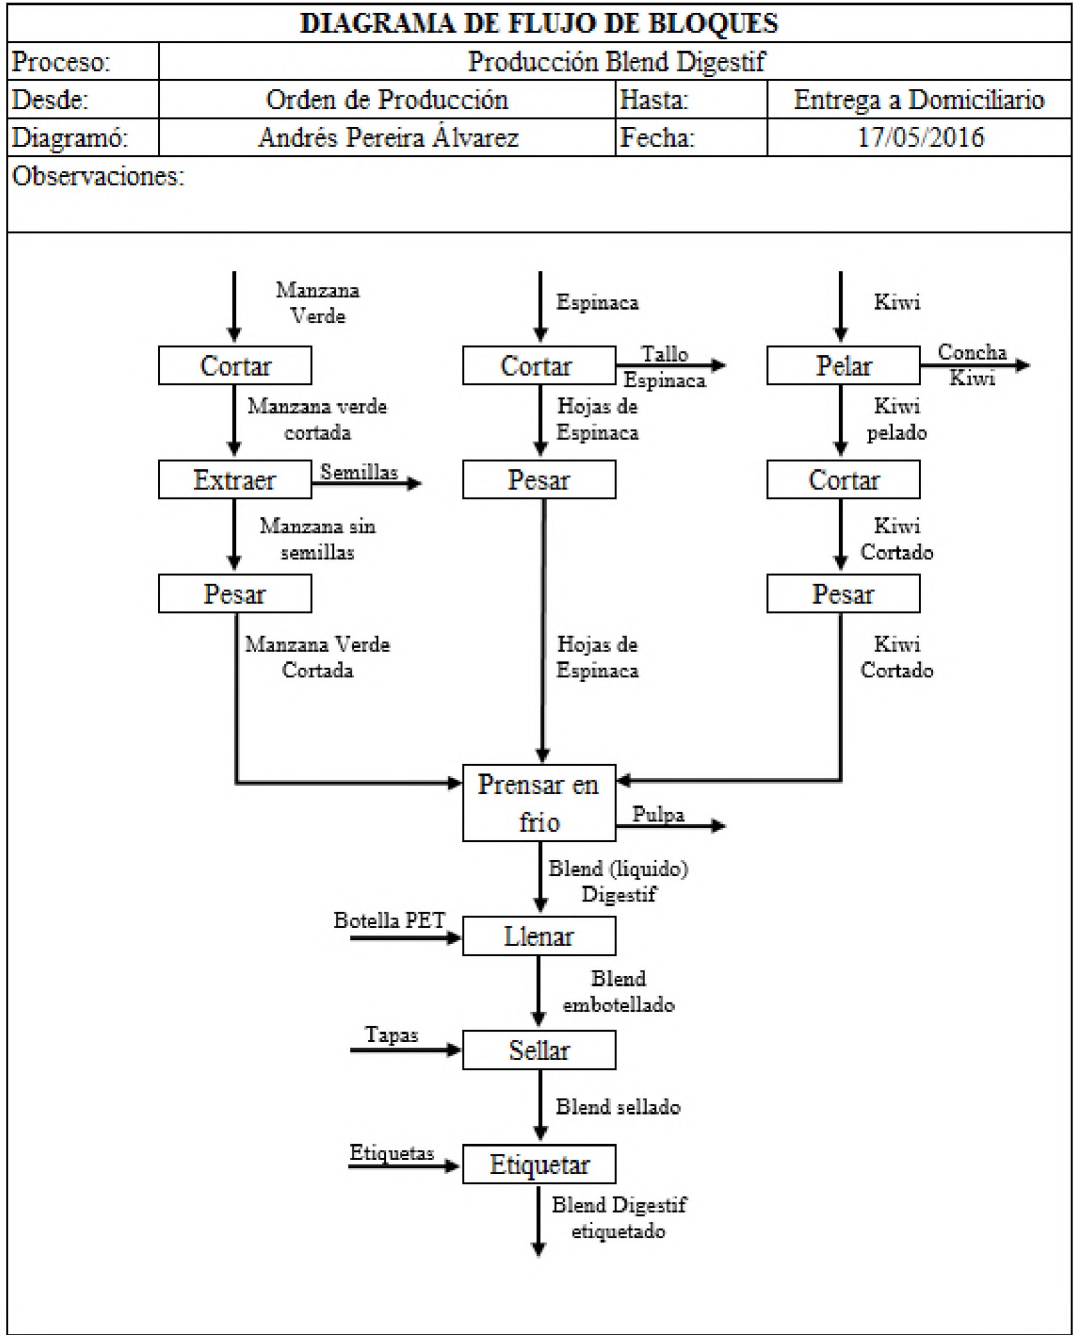 DIAGRAMA DE FLUJO DE BLOQUES
Proceso: Producción Blend Digestif
Desde: Orden de Producción Hasta: Entrega a Domiciliario
Diagramó: Andrés Pereira Álvarez Fecha: 17/05/2016
Observaciones:
Manzana
Verde
Espinaca
Kiwi
Cortar
Cortar
Tallo
Espinaca
Pelar
Concha
Kiwi
Manzana verde
cortada
Hojas de
Espinaca
Kiwi
pelado
Extraer
Semillas
Pesar
Cortar
Manzana sin
semillas
Kiwi
Cortado
Pesar
Pesar
Manzana Verde
Cortada
Hojas de
Espinaca
Kiwi
Cortado
Prensar en
frio
Pulpa
Blend (liquido)
Digestif
Botella PET
Llenar
Blend
embotellado
Tapas
Sellar
Blend sellado
Etiquetas
Etiquetar
Blend Digestif
etiquetado